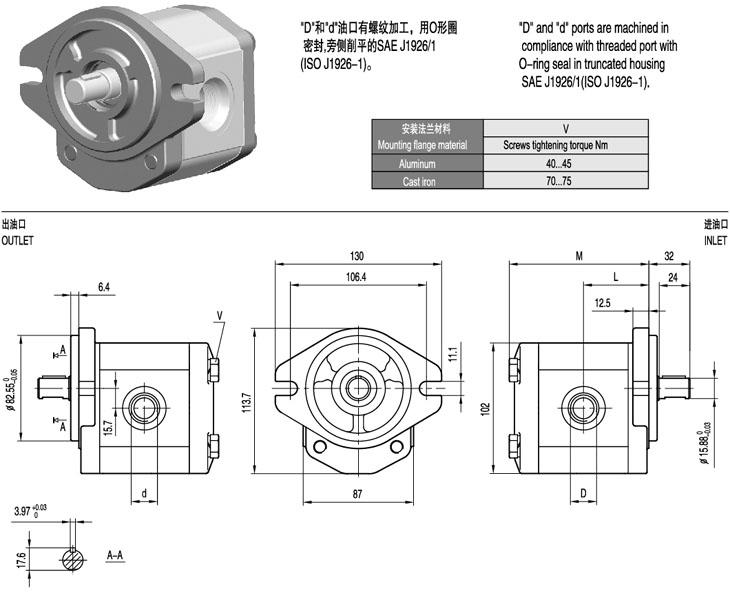 "D"和"d"油口有螺纹加工，用O形圈
密封,旁侧削平的SAE J1926/1
(ISO J1926-1)。
"D" and "d" ports are machined in
compliance with threaded port with
O-ring seal in truncated housing
SAE J1926/1(ISO J1926-1).
安装法兰材料
Mounting flange material
V
Screws tightening torque Nm
Aluminum 40...45
Cast iron 70...75
出油口
OUTLET
进油口
INLET
6.4
V
A
A
ø 82.55 0 -0.05
15.7
d
130
106.4
11.1
113.7
87
M
32
L
24
12.5
102
ø 15.88 0 -0.03
D
3.97 +0.03 0
17.6
A-A